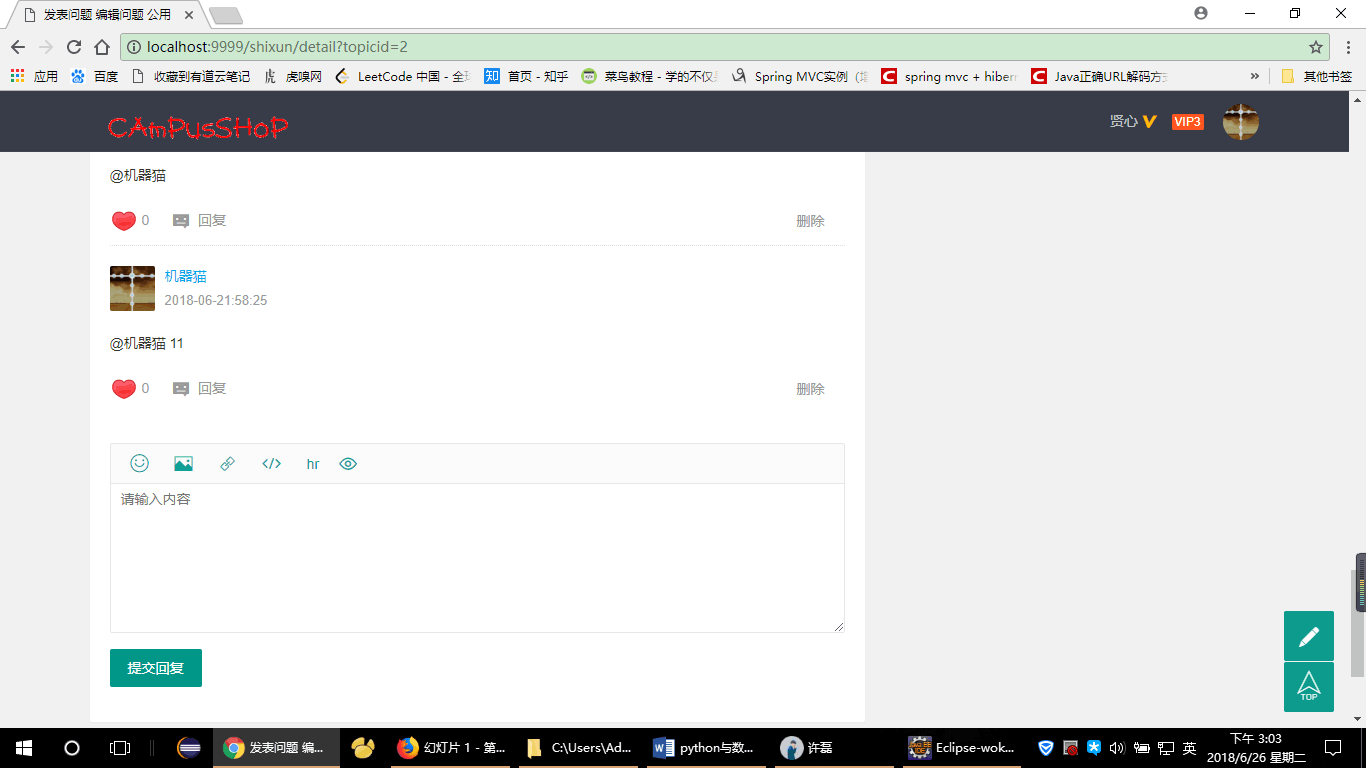 发表问题 编辑问题 公用
localhost:9999/shixun/detail?topicid=2
应用 百度 收藏到有道云笔记 虎嗅网 LeetCode 中国 - 全球 首页 - 知乎 菜鸟教程 - 学的不仅是 Spring MVC实例 spring mvc + hibern Java正确URL解码方式 » 其他书签
CAmPusSHoP 贤心 VIP3
@机器猫
0 回复 删除
机器猫
2018-06-21:58:25
@机器猫 11
0 回复 删除
hr
请输入内容
提交回复
TOP
发表问题 编... 幻灯片 1 - 第... C:\Users\Ad... python与数... 许磊 Eclipse-wok... 英 下午 3:03
2018/6/26 星期二